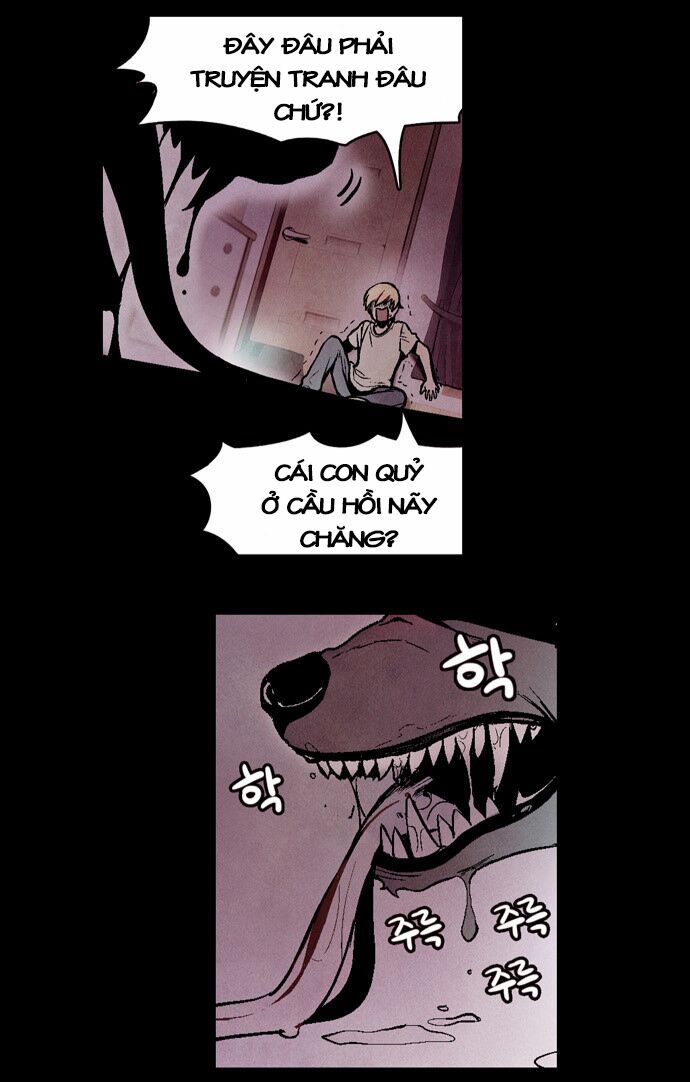 ĐÂY ĐÂU PHẢI
TRUYỆN TRANH ĐÂU
CHỨ?!
CÁI CON QUỶ
Ở CẦU HỒI NÃY
CHĂNG?
학
학
주륵
주륵
주륵